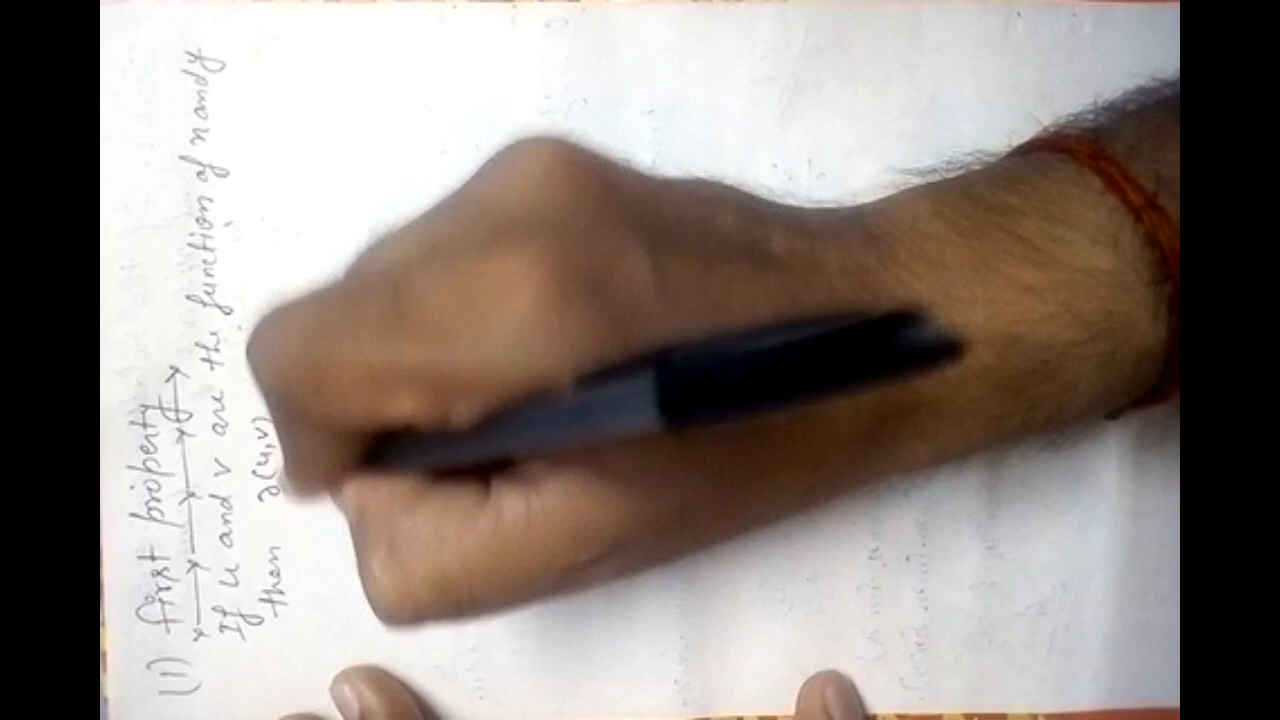 (1) first property
If u and v are the function of x and y
then ∂(u,v)